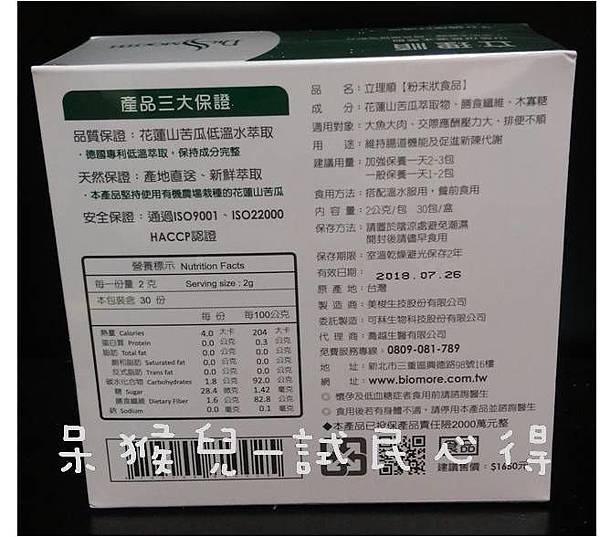 立理順
Dr.SMOOTH
產品三大保證
品質保證：花蓮山苦瓜低溫水萃取
・德國專利低溫萃取，保持成分完整
天然保證：產地直送、新鮮萃取
・本產品堅持使用有機農場栽種的花蓮山苦瓜
安全保證：通過ISO9001、ISO22000
HACCP認證
營養標示 Nutrition Facts
每一份量 2 克 Serving size : 2g
本包裝含 30 份
每 份 每100公克
熱量 Calories 4.0 大卡 204 大卡
蛋白質 Protein 0.0 公克 0.3 公克
脂肪 Total fat 0.0 公克 0.0 公克
飽和脂肪 Saturated fat 0.0 公克 0.0 公克
反式脂肪 Trans fat 0.0 公克 0.0 公克
碳水化合物 Carbohydrates 1.8 公克 92.0 公克
糖 Sugar 28.4 毫克 1.42 毫克
膳食纖維 Dietary Fiber 1.6 公克 82.8 公克
鈉 Sodium 0.0 毫克 0.1 毫克
品 名：立理順【粉末狀食品】
成 分：花蓮山苦瓜萃取物、膳食纖維、木寡糖
適用對象：大魚大肉、交際應酬壓力大、排便不順
用 途：維持腸道機能及促進新陳代謝
建議用量：加強保養一天2-3包
一般保養一天1-2包
食用方法：搭配溫水服用，餐前食用
內 容 量：2公克/包 30包/盒
保存方法：請置於陰涼處避免潮濕
開封後請儘早食用
保存期限：室溫乾燥避光保存2年
有效日期：2018.07.26
原 產 地：台灣
製 造 商：美梭生技股份有限公司
委託製造：可林生物科技股份有限公司
代 理 商：喬越生醫有限公司
免費服務專線：0809-081-789
地 址：新北市三重區興德路98號16樓
網 址：www.biomore.com.tw
◎ 懷孕及低血糖症者食用前請諮詢醫生
◎ 食用後若有身體不適，請停用本產品並諮詢醫生
◆本產品已投保產品責任險2000萬元整
食品
建議售價：$1650元
呆猴兒-試民心得